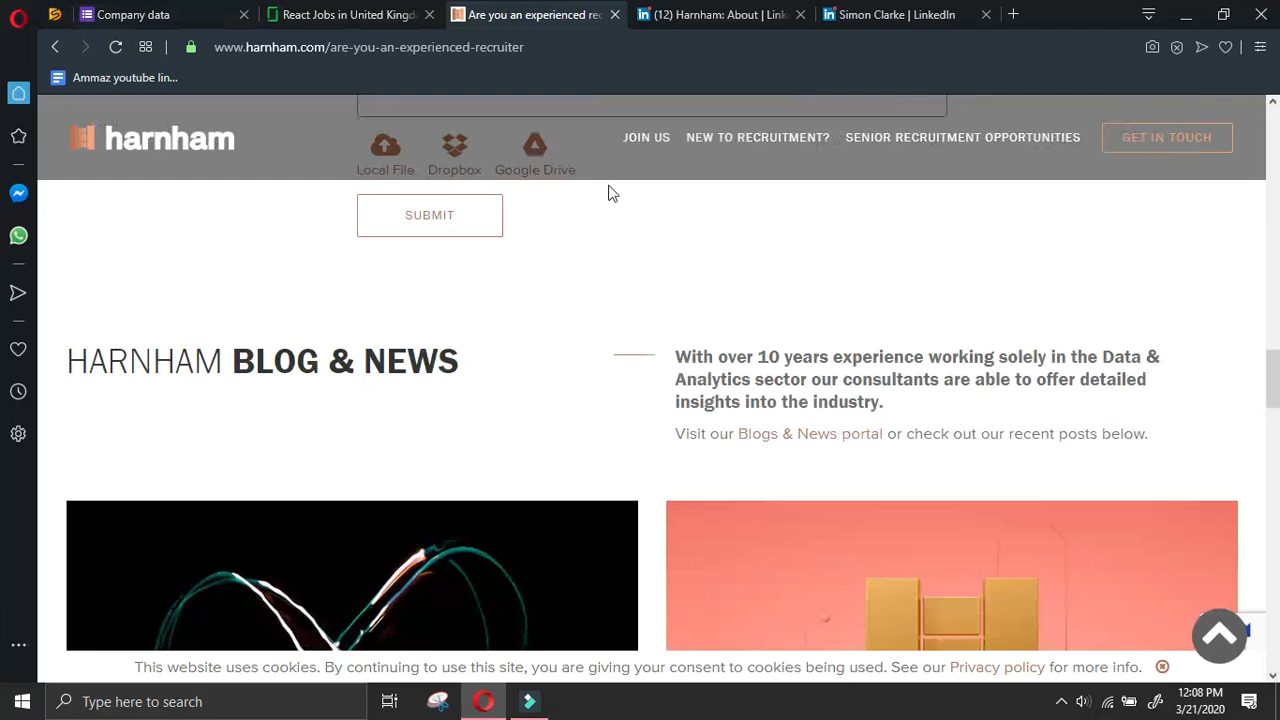 Company data
React Jobs in United Kingd
Are you an experienced rec
(12) Harnham: About | Link
Simon Clarke | LinkedIn
www.harnham.com/are-you-an-experienced-recruiter
Ammaz youtube lin...
harnham
JOIN US
NEW TO RECRUITMENT?
SENIOR RECRUITMENT OPPORTUNITIES
GET IN TOUCH
Local File
Dropbox
Google Drive
SUBMIT
HARNHAM BLOG & NEWS
With over 10 years experience working solely in the Data &
Analytics sector our consultants are able to offer detailed
insights into the industry.
Visit our Blogs & News portal or check out our recent posts below.
This website uses cookies. By continuing to use this site, you are giving your consent to cookies being used. See our Privacy policy for more info.
Type here to search
12:08 PM
3/21/2020